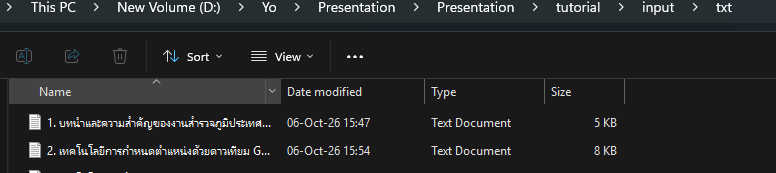 This PC > New Volume (D:) > Yo > Presentation > Presentation > tutorial > input > txt
Sort View •••
Name Date modified Type Size
1. บทนำและความสำคัญของงานสำรวจภูมิประเทศ... 06-Oct-26 15:47 Text Document 5 KB
2. เทคโนโลยีการกำหนดตำแหน่งด้วยดาวเทียม G... 06-Oct-26 15:54 Text Document 8 KB